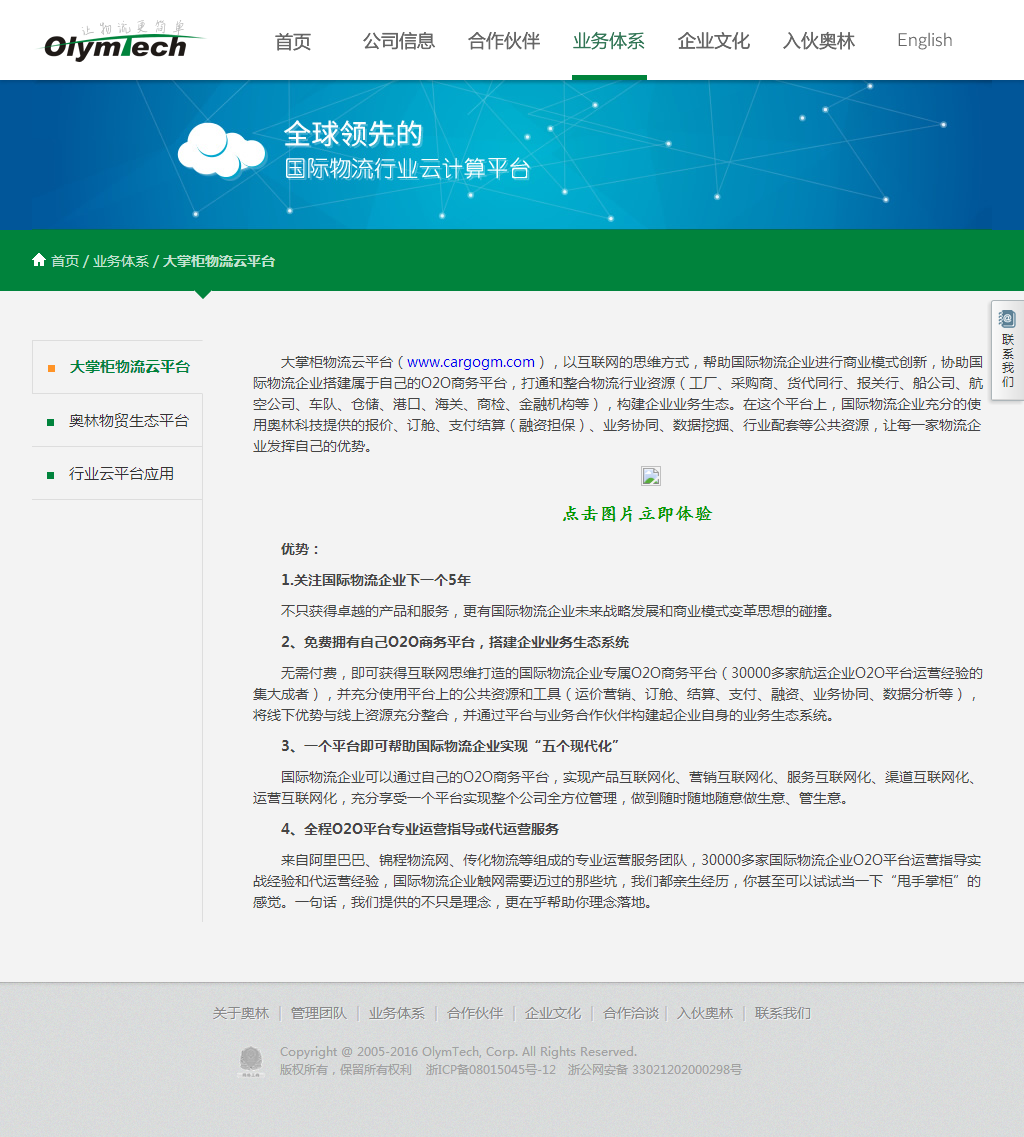 让物流更简单
OlymTech
首页 公司信息 合作伙伴 业务体系 企业文化 入伙奥林 English
全球领先的
国际物流行业云计算平台
首页 / 业务体系 / 大掌柜物流云平台
联系我们
大掌柜物流云平台
奥林物贸生态平台
行业云平台应用
大掌柜物流云平台（www.cargogm.com），以互联网的思维方式，帮助国际物流企业进行商业模式创新，协助国
际物流企业搭建属于自己的O2O商务平台，打通和整合物流行业资源（工厂、采购商、货代同行、报关行、船公司、航
空公司、车队、仓储、港口、海关、商检、金融机构等），构建企业业务生态。在这个平台上，国际物流企业充分的使
用奥林科技提供的报价、订舱、支付结算（融资担保）、业务协同、数据挖掘、行业配套等公共资源，让每一家物流企
业发挥自己的优势。
点击图片立即体验
优势：
1.关注国际物流企业下一个5年
不只获得卓越的产品和服务，更有国际物流企业未来战略发展和商业模式变革思想的碰撞。
2、免费拥有自己O2O商务平台，搭建企业业务生态系统
无需付费，即可获得互联网思维打造的国际物流企业专属O2O商务平台（30000多家航运企业O2O平台运营经验的
集大成者），并充分使用平台上的公共资源和工具（运价营销、订舱、结算、支付、融资、业务协同、数据分析等），
将线下优势与线上资源充分整合，并通过平台与业务合作伙伴构建起企业自身的业务生态系统。
3、一个平台即可帮助国际物流企业实现“五个现代化”
国际物流企业可以通过自己的O2O商务平台，实现产品互联网化、营销互联网化、服务互联网化、渠道互联网化、
运营互联网化，充分享受一个平台实现整个公司全方位管理，做到随时随地随意做生意、管生意。
4、全程O2O平台专业运营指导或代运营服务
来自阿里巴巴、锦程物流网、传化物流等组成的专业运营服务团队，30000多家国际物流企业O2O平台运营指导实
战经验和代运营经验，国际物流企业触网需要迈过的那些坑，我们都亲生经历，你甚至可以试试当一下“甩手掌柜”的
感觉。一句话，我们提供的不只是理念，更在乎帮助你理念落地。
关于奥林 | 管理团队 | 业务体系 | 合作伙伴 | 企业文化 | 合作洽谈 | 入伙奥林 | 联系我们
Copyright @ 2005-2016 OlymTech, Corp. All Rights Reserved.
版权所有，保留所有权利 浙ICP备08015045号-12 浙公网安备 33021202000298号